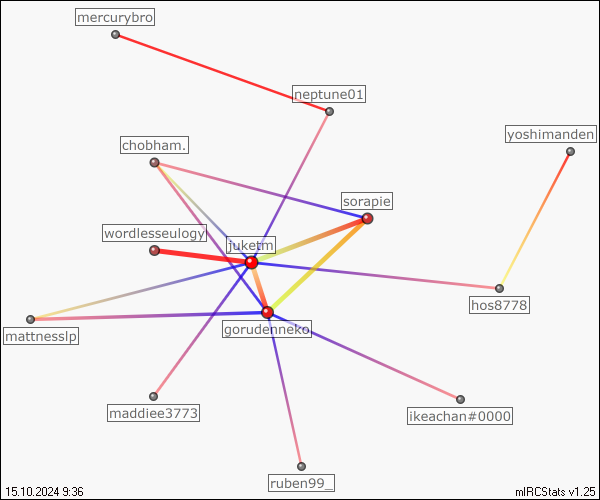 mercurybro
neptune01
yoshimanden
chobham.
sorapie
wordlesseulogy
juketm
hos8778
gorudenneko
mattnesslp
maddiee3773
ikeachan#0000
ruben99_
15.10.2024 9:36
mIRCStats v1.25